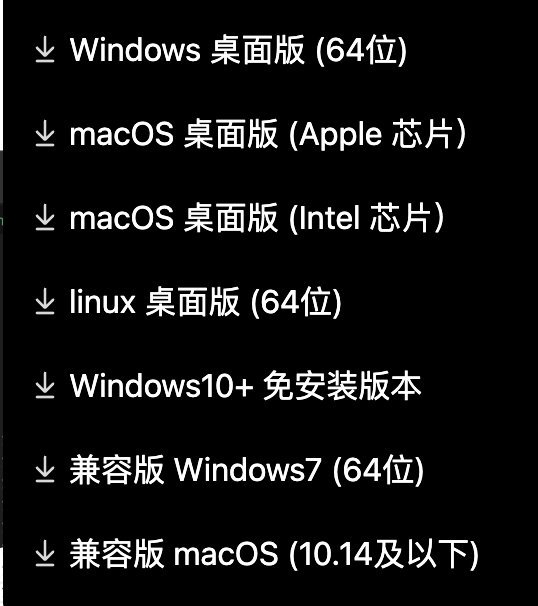 Windows 桌面版 (64位)
macOS 桌面版 (Apple 芯片）
macOS 桌面版 (Intel 芯片）
linux 桌面版 (64位)
Windows10+ 免安装版本
兼容版 Windows7 (64位)
兼容版 macOS (10.14及以下)